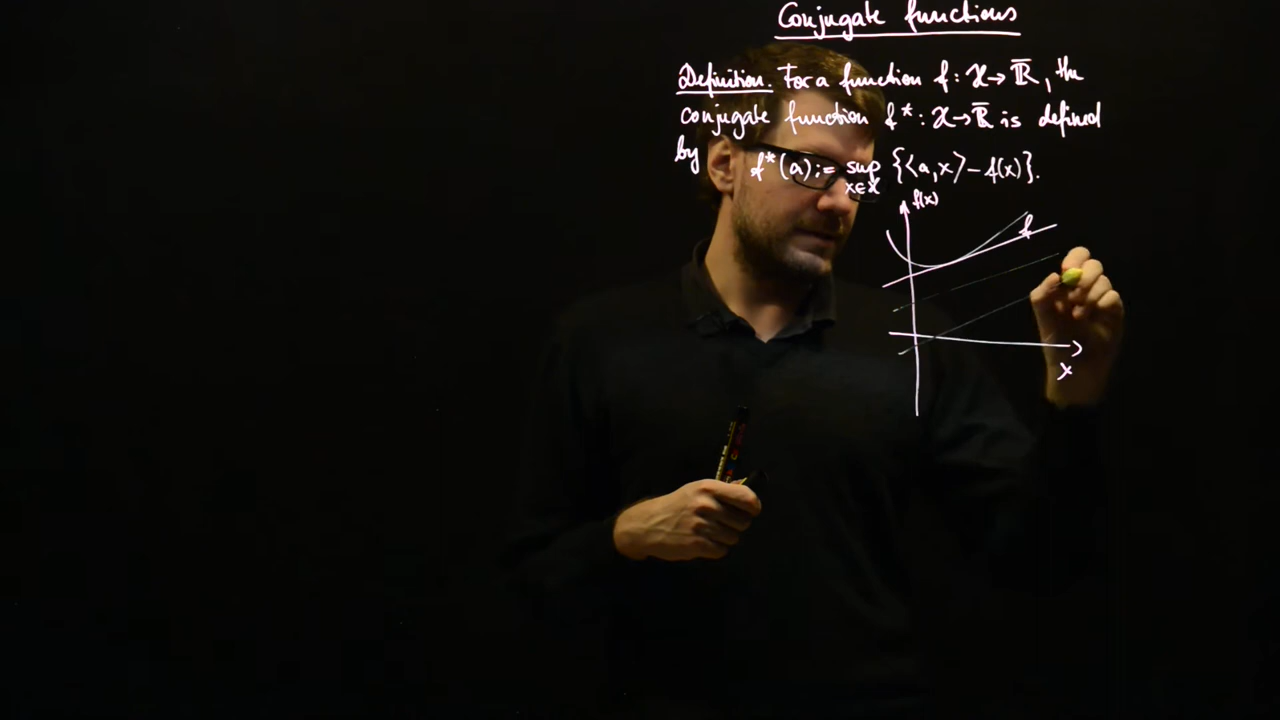 Conjugate functions
Definition. For a function f : X → R̅, the
conjugate function f* : X → R̅ is defined
by f*(a) := sup {⟨a, x⟩ − f(x)}.
x∈X
f(x)
f
x